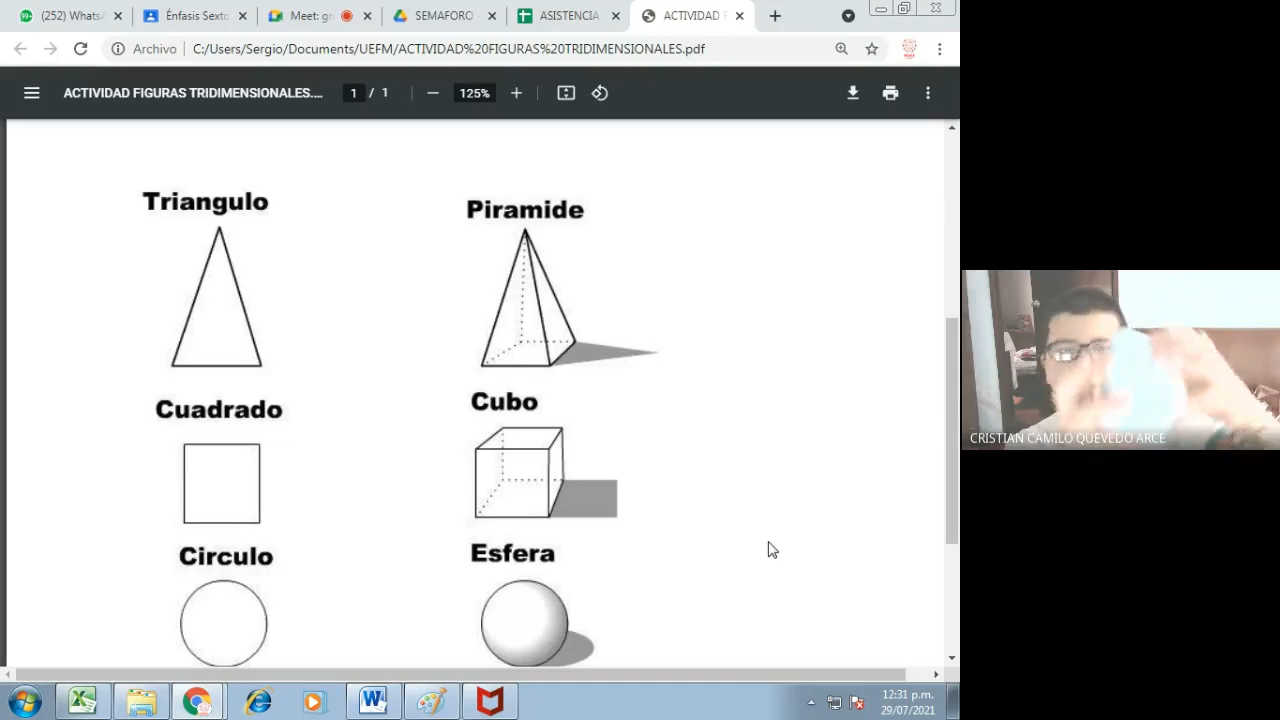 (252) Whats
Énfasis Sexto
Meet: gr
SEMAFORO -
ASISTENCIA
ACTIVIDAD F
Archivo | C:/Users/Sergio/Documents/UEFM/ACTIVIDAD%20FIGURAS%20TRIDIMENSIONALES.pdf
ACTIVIDAD FIGURAS TRIDIMENSIONALES.... 1 / 1 125%
Triangulo
Piramide
Cuadrado
Cubo
Circulo
Esfera
CRISTIAN CAMILO QUEVEDO ARCE
12:31 p.m.
29/07/2021